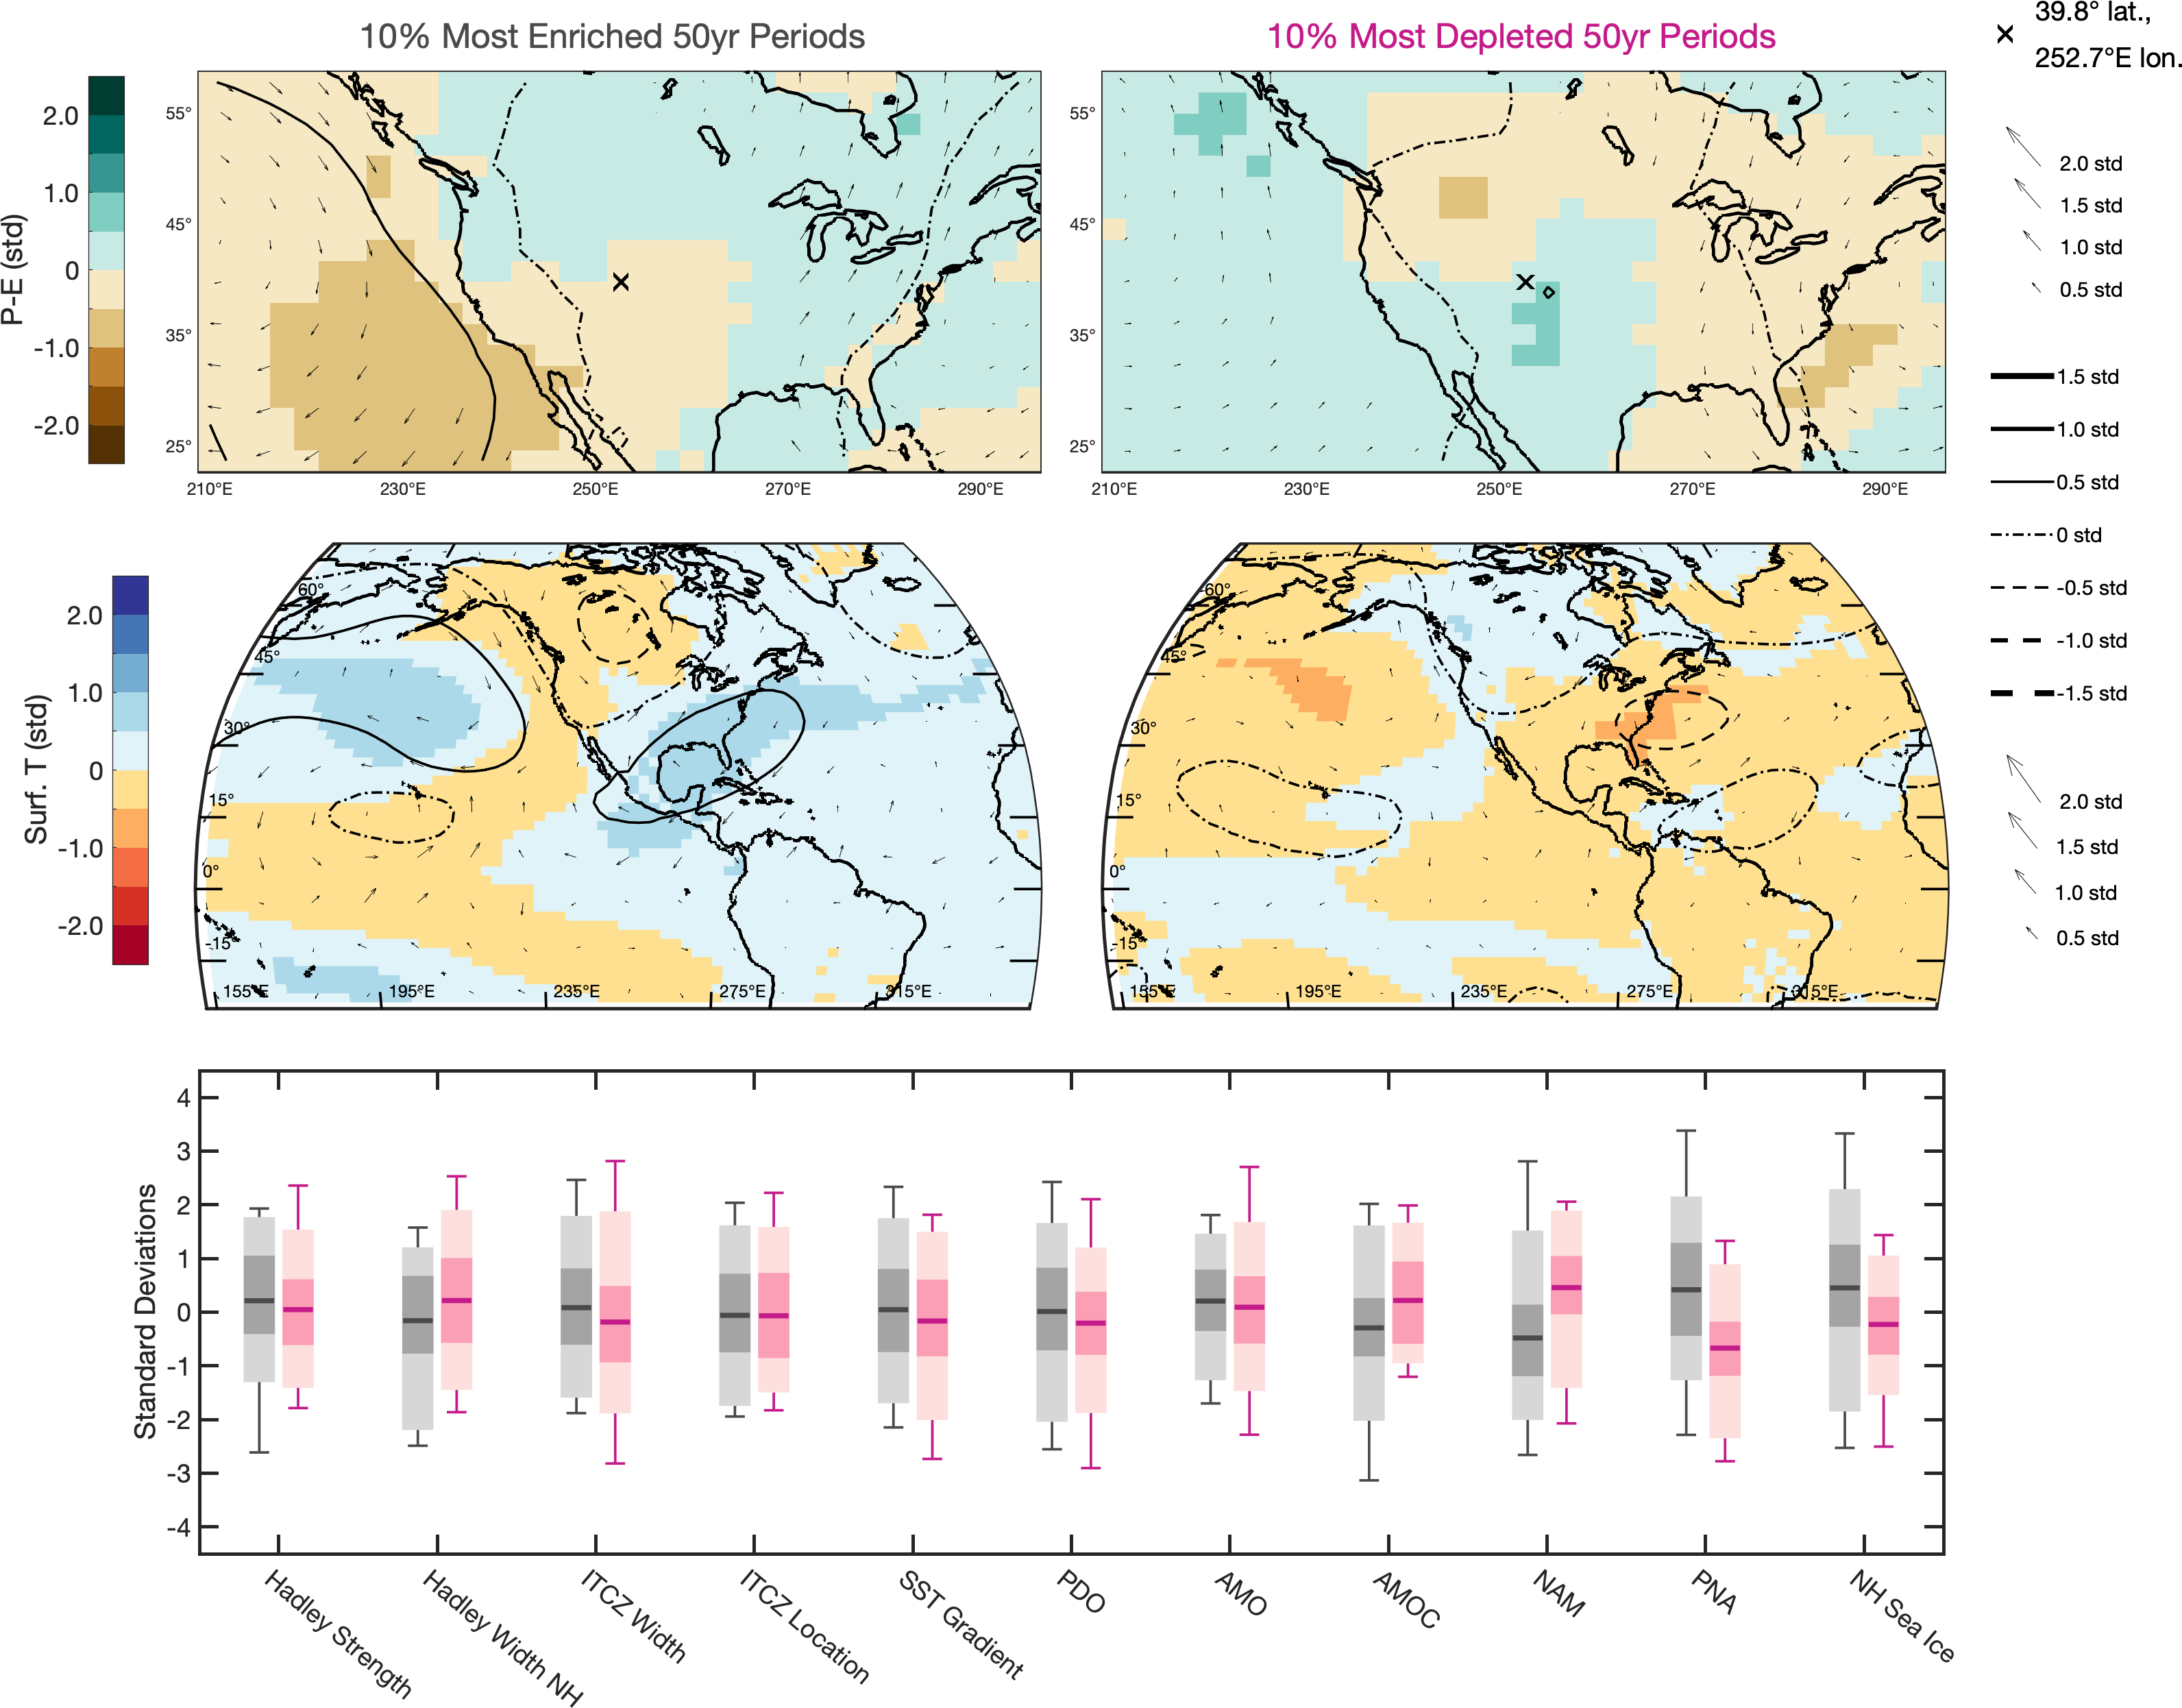 10% Most Enriched 50yr Periods
10% Most Depleted 50yr Periods
39.8° lat.,
252.7°E lon.
P-E (std)
2.0
1.0
0
-1.0
-2.0
55°
45°
35°
25°
210°E
230°E
250°E
270°E
290°E
55°
45°
35°
25°
210°E
230°E
250°E
270°E
290°E
2.0 std
1.5 std
1.0 std
0.5 std
1.5 std
1.0 std
0.5 std
0 std
-0.5 std
-1.0 std
-1.5 std
Surf. T (std)
2.0
1.0
0
-1.0
-2.0
60°
45°
30°
15°
0°
-15°
155°E
195°E
235°E
275°E
315°E
60°
45°
30°
15°
0°
-15°
155°E
195°E
235°E
275°E
315°E
2.0 std
1.5 std
1.0 std
0.5 std
Standard Deviations
4
3
2
1
0
-1
-2
-3
-4
Hadley Strength
Hadley Width NH
ITCZ Width
ITCZ Location
SST Gradient
PDO
AMO
AMOC
NAM
PNA
NH Sea Ice